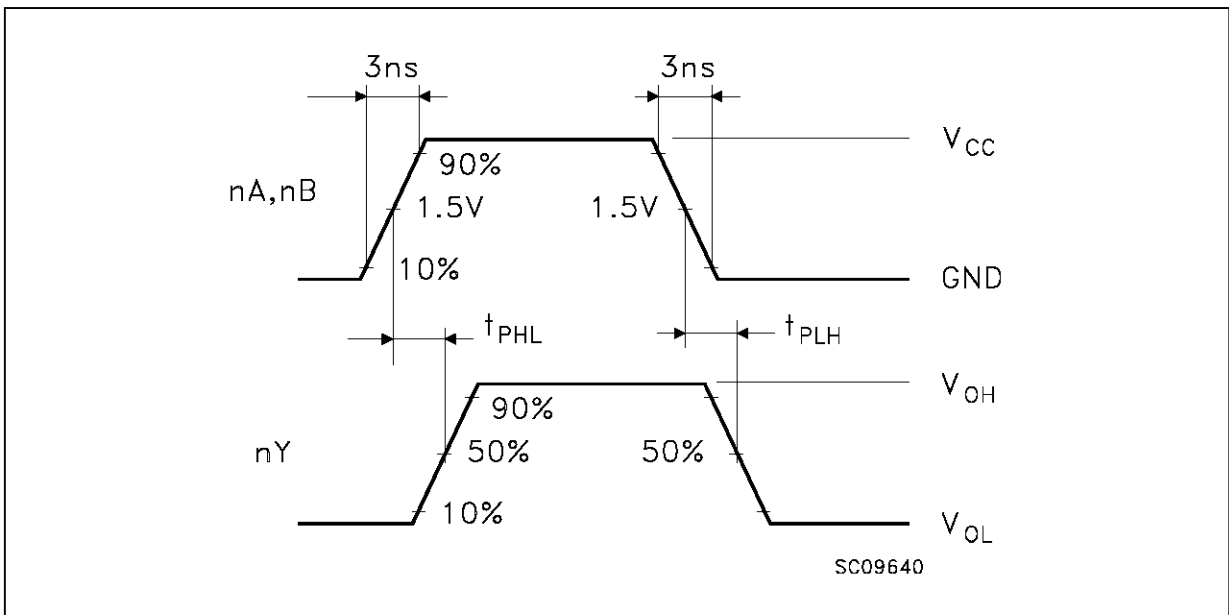 3ns 3ns
V_CC
90%
nA,nB 1.5V 1.5V
10%
GND
t_PHL t_PLH
V_OH
90%
nY 50% 50%
10%
V_OL
SC09640